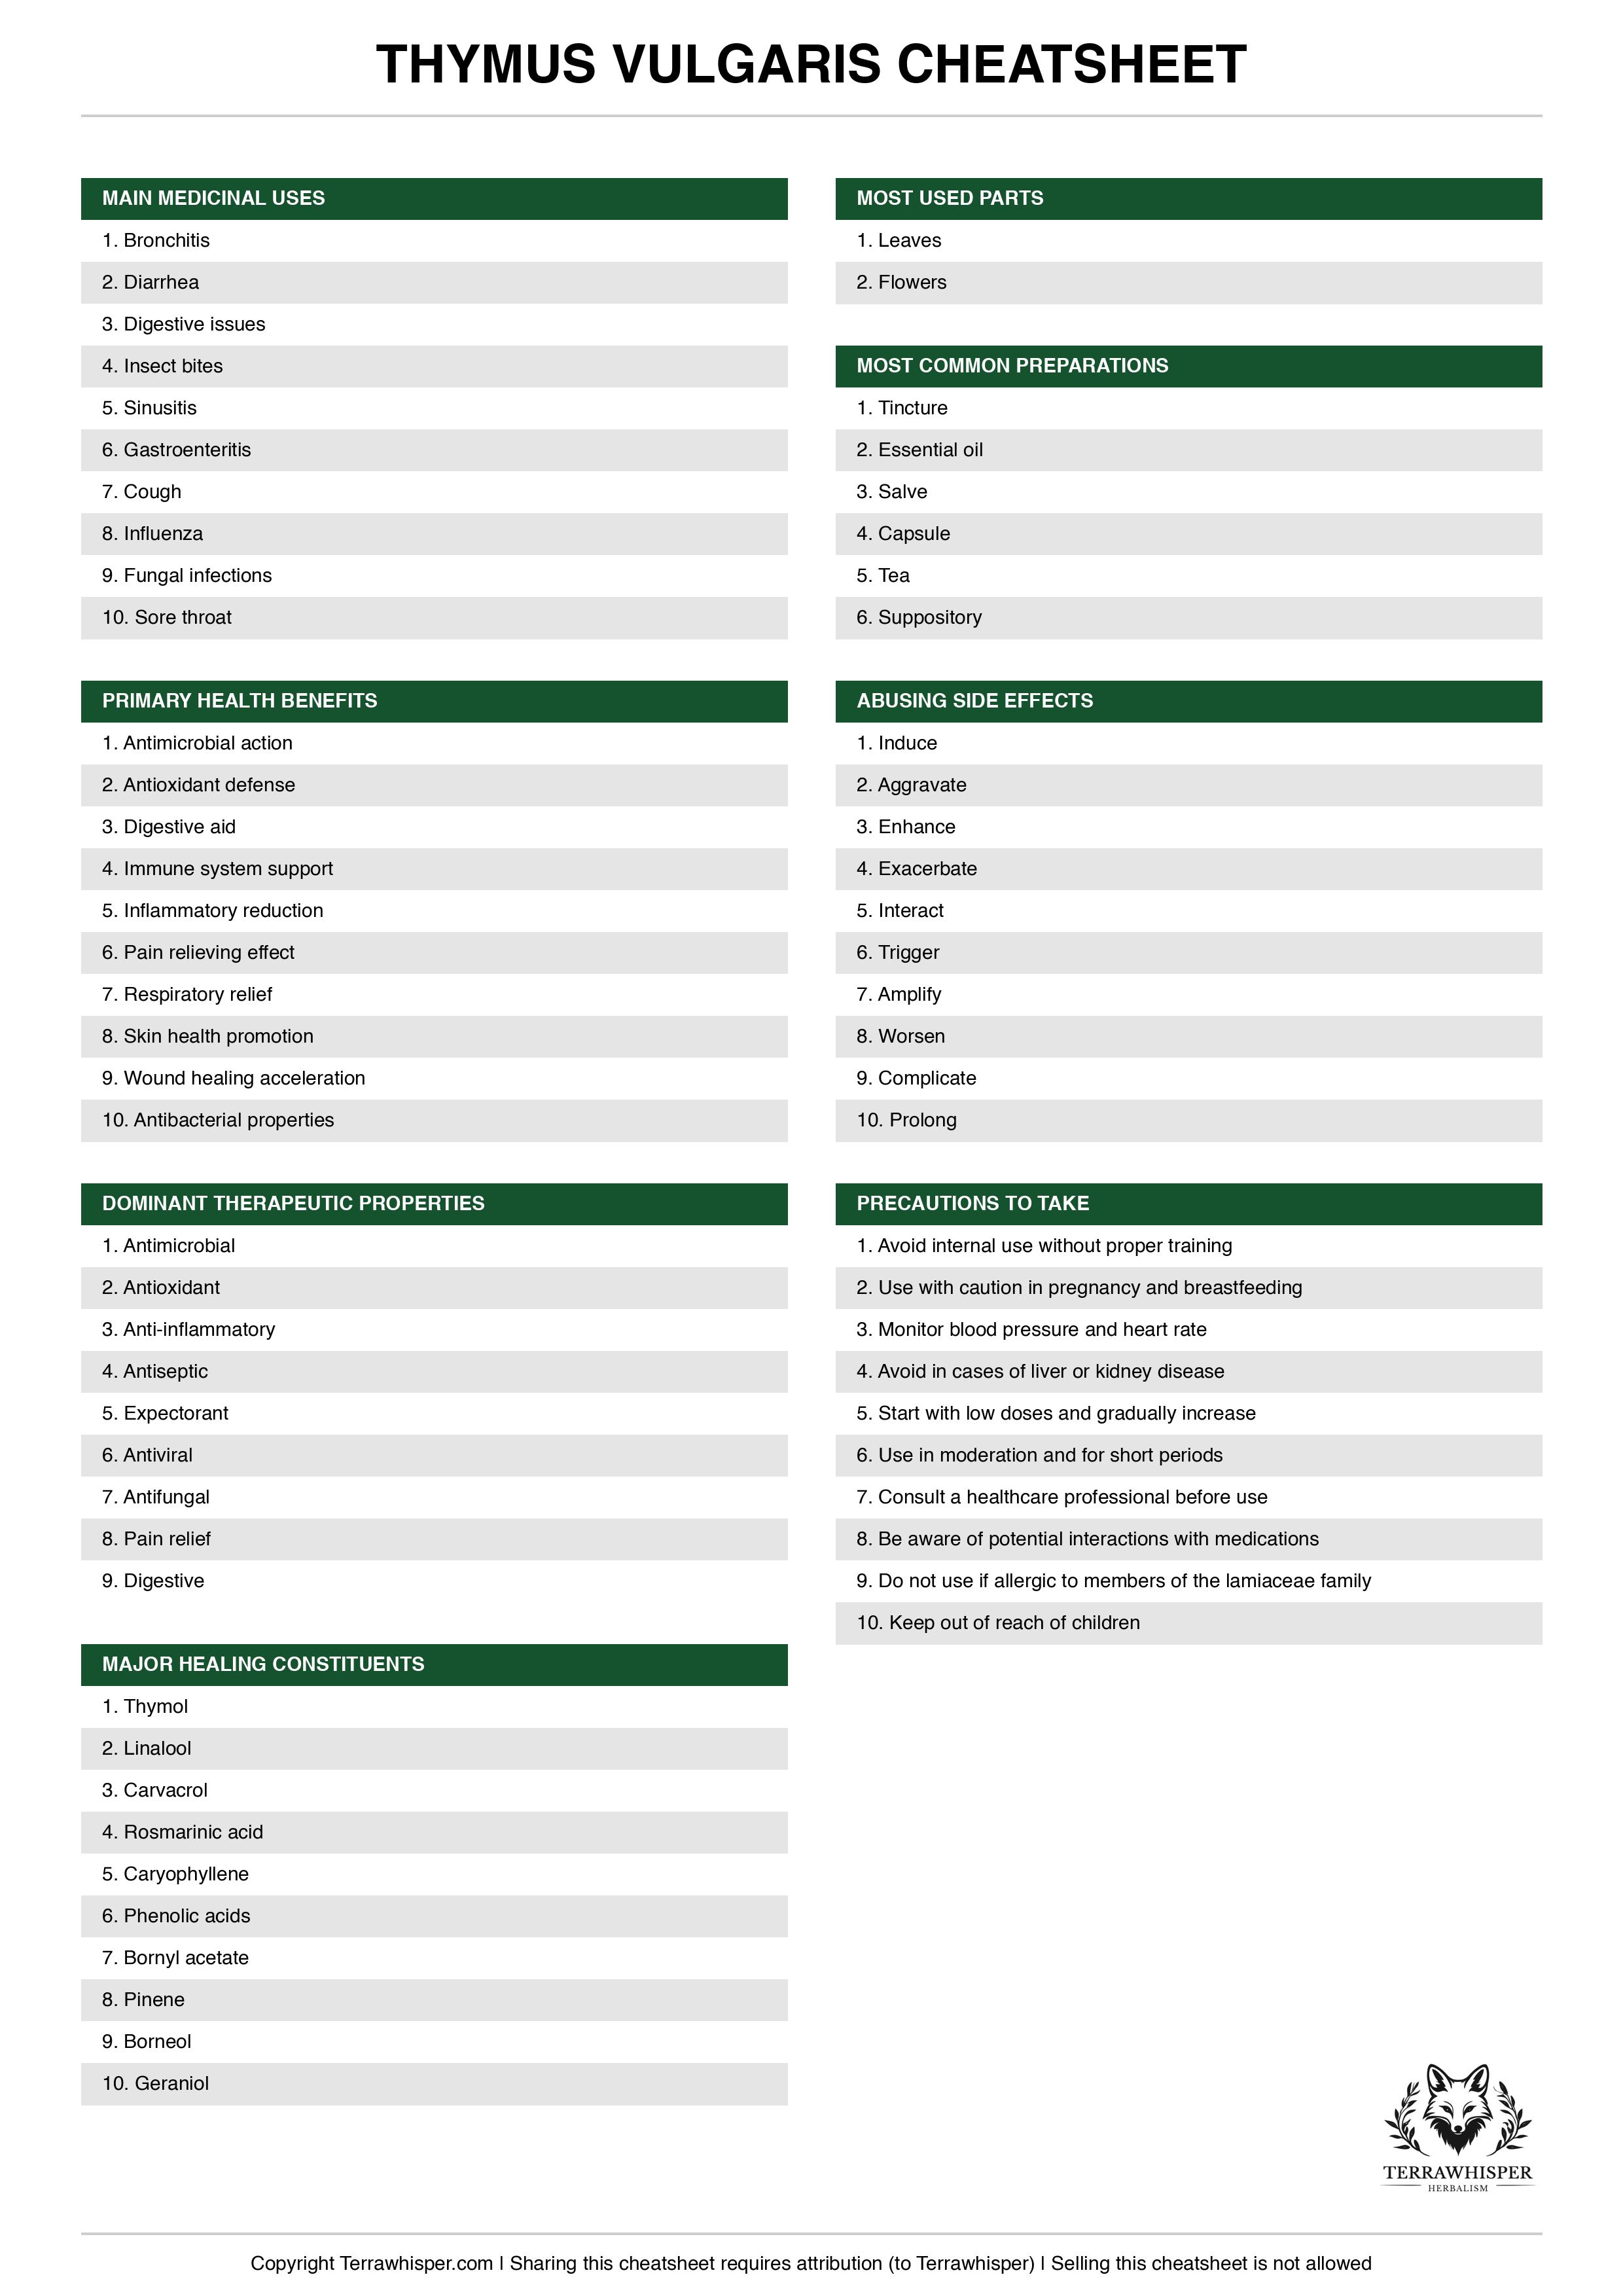 THYMUS VULGARIS CHEATSHEET
MAIN MEDICINAL USES
1. Bronchitis
2. Diarrhea
3. Digestive issues
4. Insect bites
5. Sinusitis
6. Gastroenteritis
7. Cough
8. Influenza
9. Fungal infections
10. Sore throat
PRIMARY HEALTH BENEFITS
1. Antimicrobial action
2. Antioxidant defense
3. Digestive aid
4. Immune system support
5. Inflammatory reduction
6. Pain relieving effect
7. Respiratory relief
8. Skin health promotion
9. Wound healing acceleration
10. Antibacterial properties
DOMINANT THERAPEUTIC PROPERTIES
1. Antimicrobial
2. Antioxidant
3. Anti-inflammatory
4. Antiseptic
5. Expectorant
6. Antiviral
7. Antifungal
8. Pain relief
9. Digestive
MAJOR HEALING CONSTITUENTS
1. Thymol
2. Linalool
3. Carvacrol
4. Rosmarinic acid
5. Caryophyllene
6. Phenolic acids
7. Bornyl acetate
8. Pinene
9. Borneol
10. Geraniol
MOST USED PARTS
1. Leaves
2. Flowers
MOST COMMON PREPARATIONS
1. Tincture
2. Essential oil
3. Salve
4. Capsule
5. Tea
6. Suppository
ABUSING SIDE EFFECTS
1. Induce
2. Aggravate
3. Enhance
4. Exacerbate
5. Interact
6. Trigger
7. Amplify
8. Worsen
9. Complicate
10. Prolong
PRECAUTIONS TO TAKE
1. Avoid internal use without proper training
2. Use with caution in pregnancy and breastfeeding
3. Monitor blood pressure and heart rate
4. Avoid in cases of liver or kidney disease
5. Start with low doses and gradually increase
6. Use in moderation and for short periods
7. Consult a healthcare professional before use
8. Be aware of potential interactions with medications
9. Do not use if allergic to members of the lamiaceae family
10. Keep out of reach of children
TERRAWHISPER
HERBALISM
Copyright Terrawhisper.com | Sharing this cheatsheet requires attribution (to Terrawhisper) | Selling this cheatsheet is not allowed